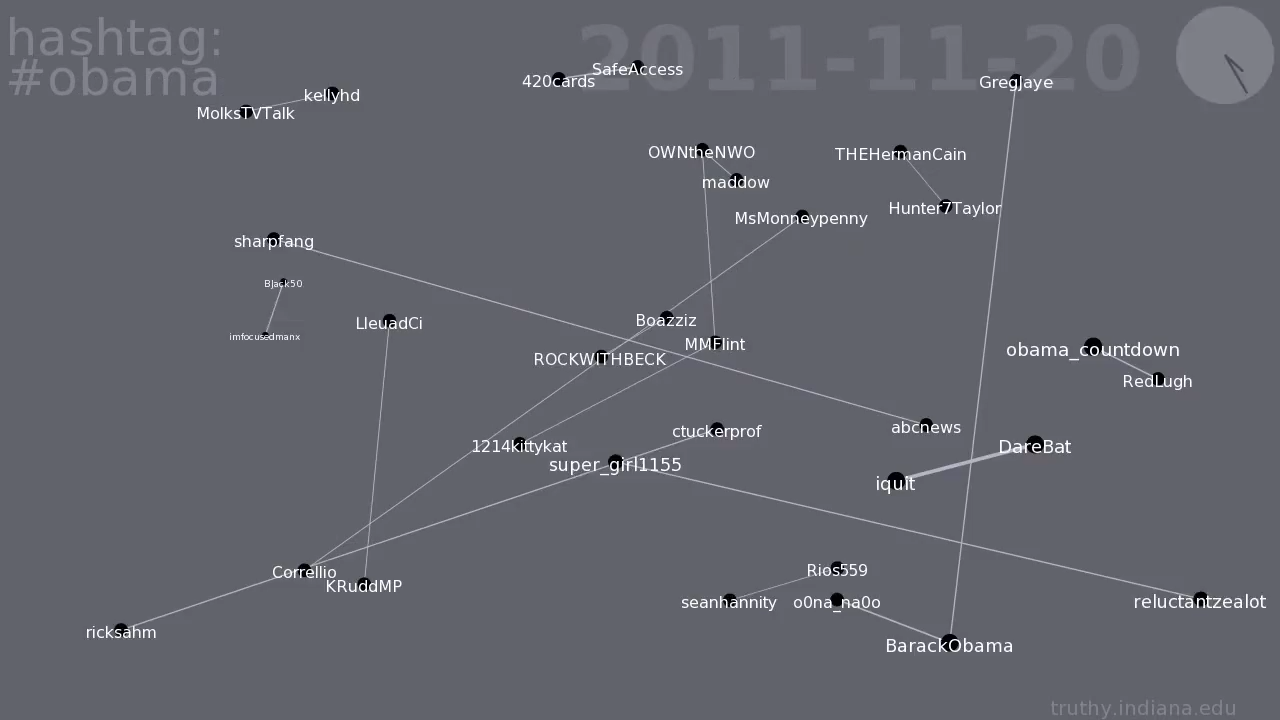 hashtag:
#obama
2011-11-20
SafeAccess
420cards
GregJaye
kellyhd
MolksTVTalk
OWNtheNWO
THEHermanCain
maddow
Hunter7Taylor
MsMonneypenny
sharpfang
BJack50
imfocusedmanx
LleuadCi
Boazziz
MMFlint
ROCKWITHBECK
obama_countdown
RedLugh
abcnews
ctuckerprof
1214kittykat
DareBat
super_girl1155
iquit
Correllio
KRuddMP
Rios559
seanhannity
o0na_na0o
reluctantzealot
ricksahm
BarackObama
truthy.indiana.edu